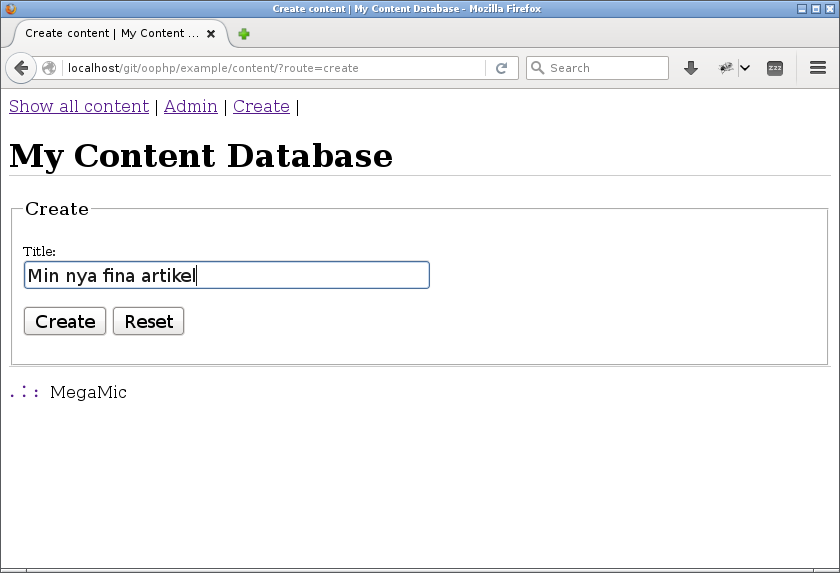 Create content | My Content Database - Mozilla Firefox
Create content | My Content ...
localhost/git/oophp/example/content/?route=create
Search
zzz
Show all content | Admin | Create |
My Content Database
Create
Title:
Min nya fina artikel
Create Reset
.:: MegaMic